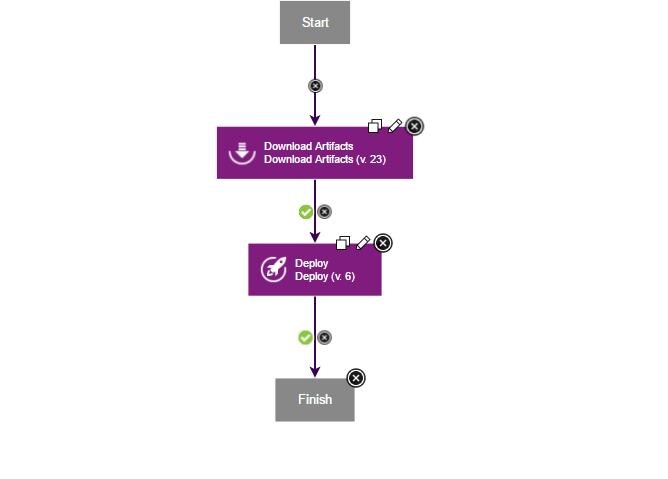 Start
Download Artifacts
Download Artifacts (v. 23)
Deploy
Deploy (v. 6)
Finish